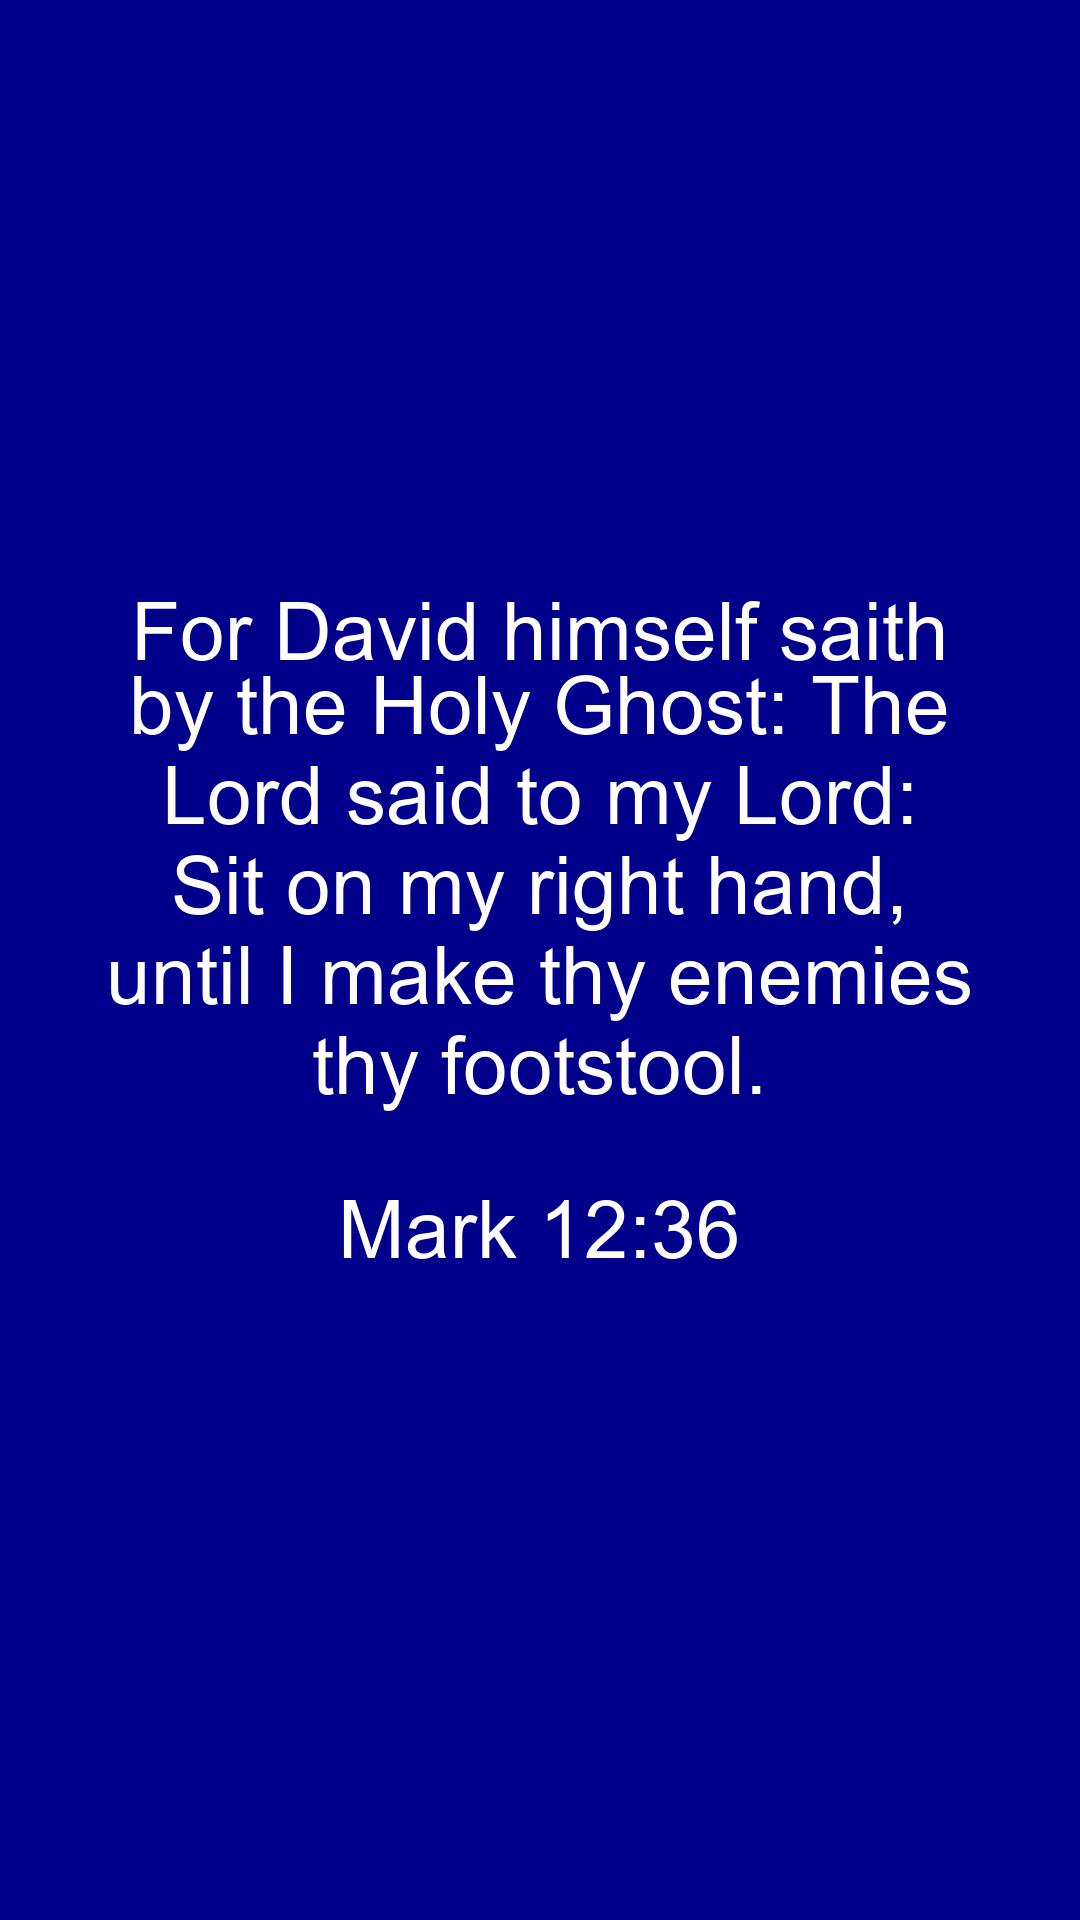 For David himself saith
by the Holy Ghost: The
Lord said to my Lord:
Sit on my right hand,
until I make thy enemies
thy footstool.
Mark 12:36